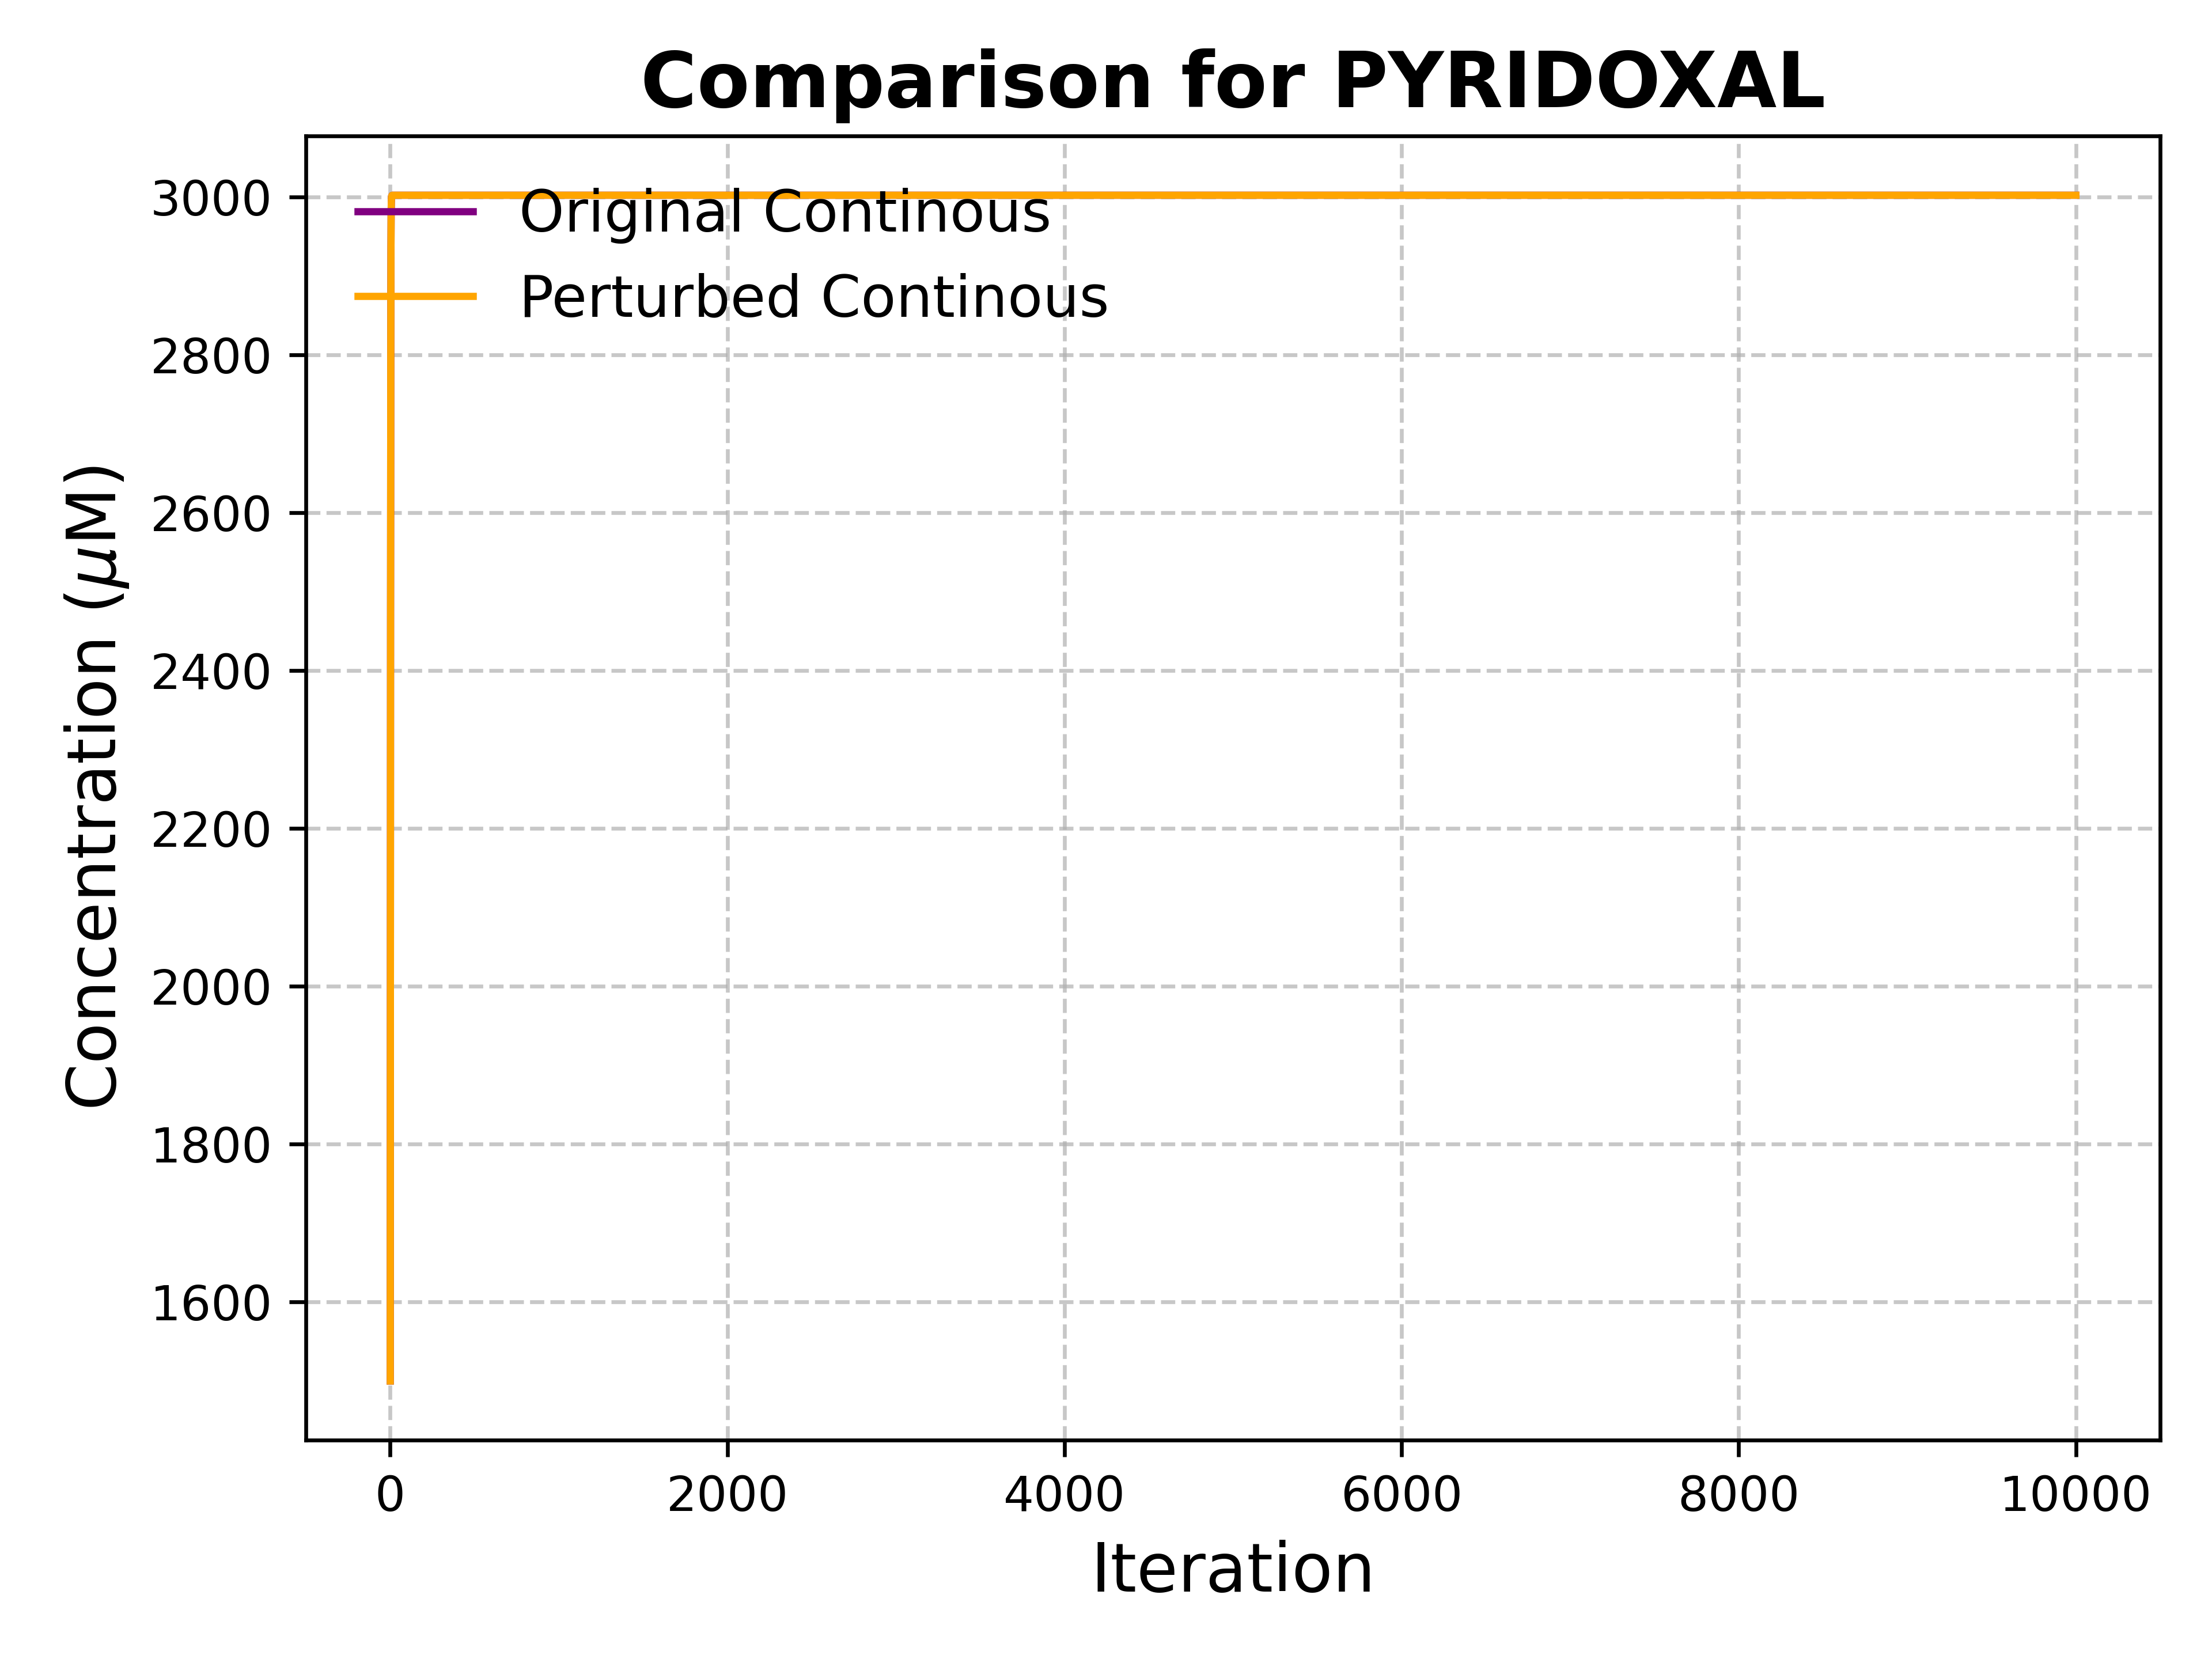 Comparison for PYRIDOXAL
Original Continous
Perturbed Continous
Concentration (μM)
3000
2800
2600
2400
2200
2000
1800
1600
0 2000 4000 6000 8000 10000
Iteration